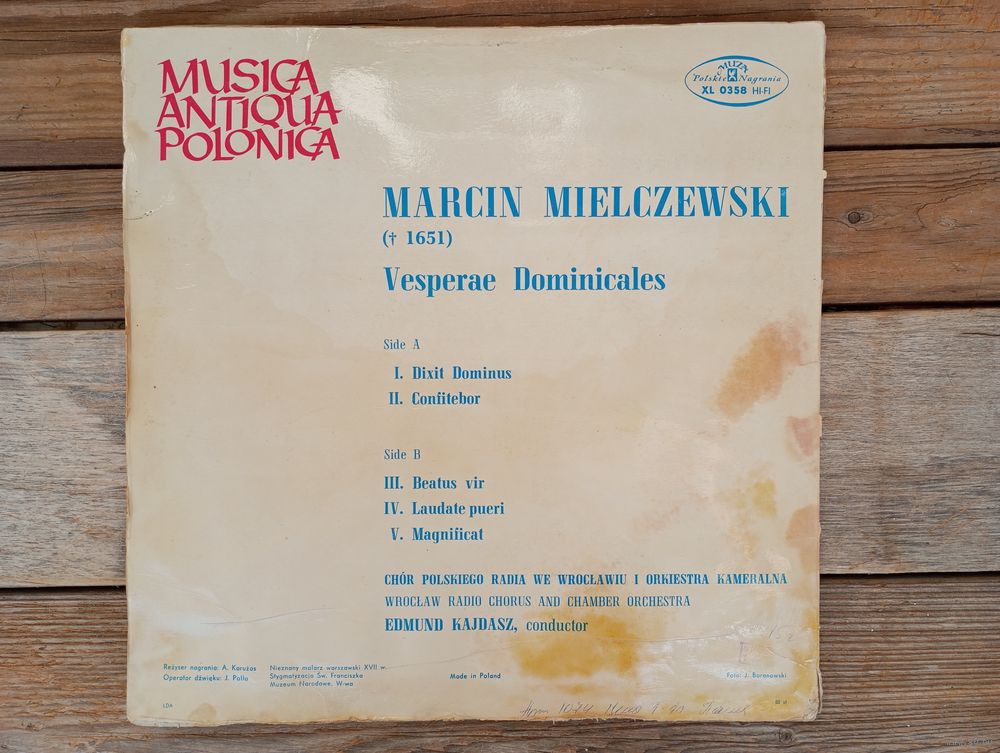 MUSICA
ANTIQUA
POLONICA
MUZA
Polskie Nagrania
XL 0358 HI-FI
MARCIN MIELCZEWSKI
(† 1651)
Vesperae Dominicales
Side A
I. Dixit Dominus
II. Confitebor
Side B
III. Beatus vir
IV. Laudate pueri
V. Magnificat
CHÓR POLSKIEGO RADIA WE WROCŁAWIU I ORKIESTRA KAMERALNA
WROCŁAW RADIO CHORUS AND CHAMBER ORCHESTRA
EDMUND KAJDASZ, conductor
Reżyser nagrania: A. Karużas
Operator dźwięku: J. Palla
Nieznany malarz warszawski XVII w.
Stygmatyzacja Św. Franciszka
Muzeum Narodowe, W-wa
Made in Poland
Foto: J. Baranowski
LDA